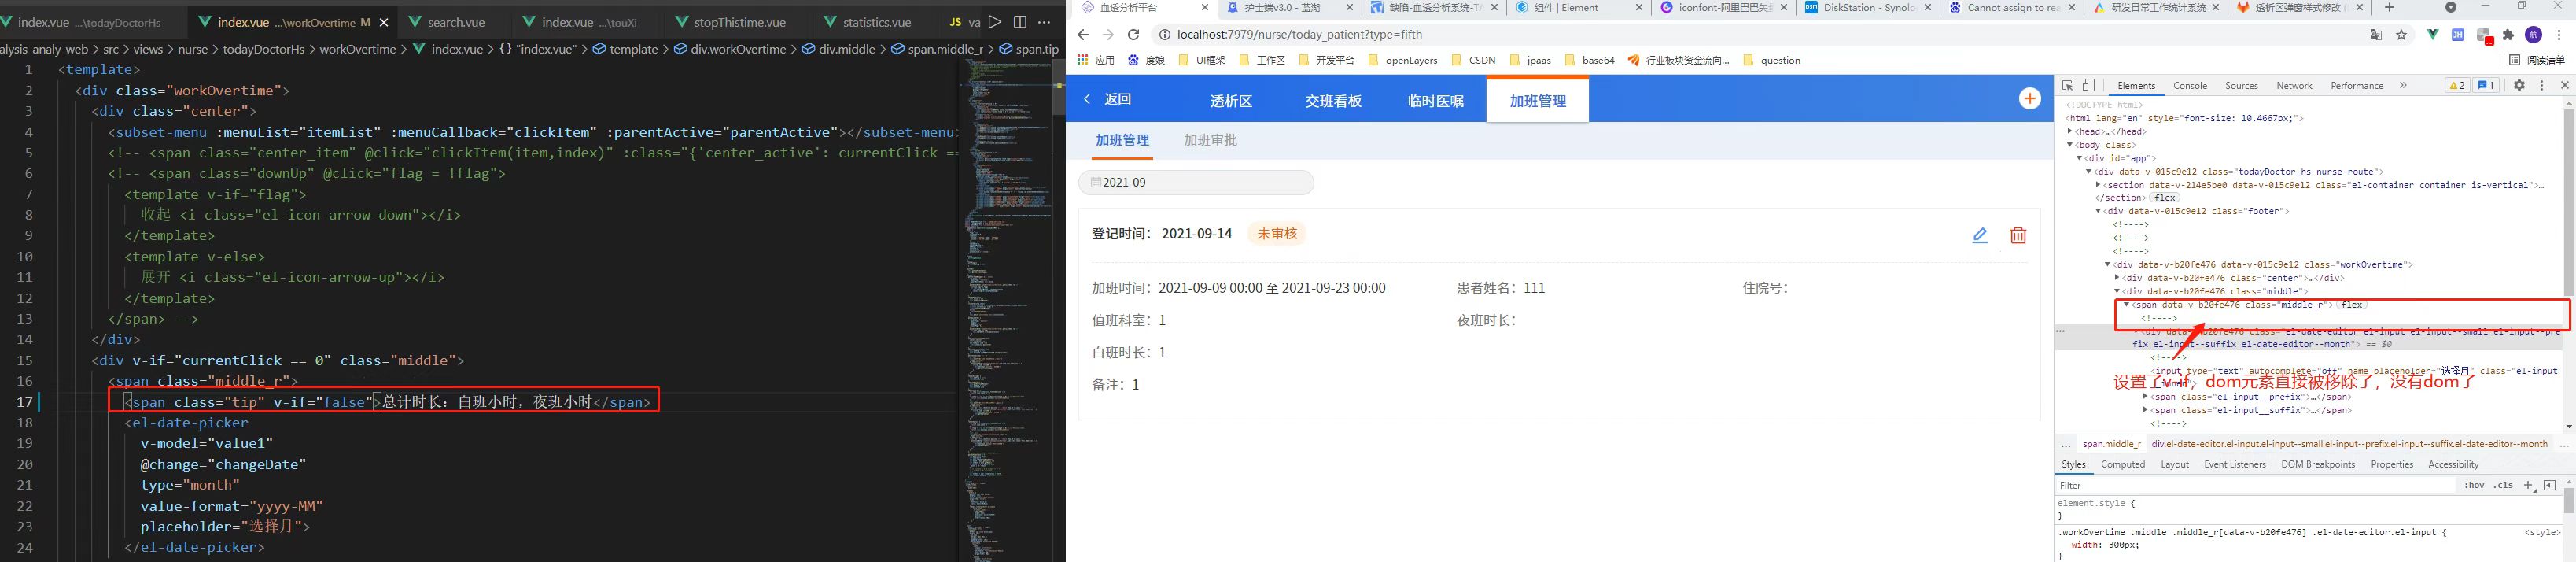 index.vue ...\todayDoctorHs
index.vue ...\workOvertime M
search.vue
index.vue ...\touXi
stopThistime.vue
statistics.vue
JS va
alysis-analy-web > src > views > nurse > todayDoctorHs > workOvertime > index.vue > {} "index.vue" > template > div.workOvertime > div.middle > span.middle_r > span.tip
1 <template>
2 <div class="workOvertime">
3 <div class="center">
4 <subset-menu :menuList="itemList" :menuCallback="clickItem" :parentActive="parentActive"></subset-menu>
5 <!-- <span class="center_item" @click="clickItem(item,index)" :class="{'center_active': currentClick ==
6 <!-- <span class="downUp" @click="flag = !flag">
7 <template v-if="flag">
8 收起 <i class="el-icon-arrow-down"></i>
9 </template>
10 <template v-else>
11 展开 <i class="el-icon-arrow-up"></i>
12 </template>
13 </span> -->
14 </div>
15 <div v-if="currentClick == 0" class="middle">
16 <span class="middle_r">
17 <span class="tip" v-if="false">总计时长：白班小时，夜班小时</span>
18 <el-date-picker
19 v-model="value1"
20 @change="changeDate"
21 type="month"
22 value-format="yyyy-MM"
23 placeholder="选择月">
24 </el-date-picker>
血透分析平台
护士端v3.0 - 蓝湖
缺陷-血透分析系统-TA
组件 | Element
iconfont-阿里巴巴矢
DiskStation - Synolo
Cannot assign to rea
研发日常工作统计系统
透析区弹窗样式修改 (
localhost:7979/nurse/today_patient?type=fifth
应用 度娘 UI框架 工作区 开发平台 openLayers CSDN jpaas base64 行业板块资金流向... question 阅读清单
返回 透析区 交班看板 临时医嘱 加班管理
加班管理 加班审批
2021-09
登记时间： 2021-09-14 未审核
加班时间：2021-09-09 00:00 至 2021-09-23 00:00 患者姓名：111 住院号：
值班科室：1 夜班时长：
白班时长：1
备注：1
Elements Console Sources Network Performance » 2 1
<!DOCTYPE html>
<html lang="en" style="font-size: 10.4667px;">
<head>…</head>
<body class>
<div id="app">
<div data-v-015c9e12 class="todayDoctor_hs nurse-route">
<section data-v-214e5be0 data-v-015c9e12 class="el-container container is-vertical">…
</section> flex
<div data-v-015c9e12 class="footer">
<!---->
<!---->
<!---->
<div data-v-b20fe476 data-v-015c9e12 class="workOvertime">
<div data-v-b20fe476 class="center">…</div>
<div data-v-b20fe476 class="middle">
<span data-v-b20fe476 class="middle_r"> flex
<!---->
<div data-v-b20fe476 class="el-date-editor el-input el-input--small el-input--pre
fix el-input--suffix el-date-editor--month"> == $0
<!---->
<input type="text" autocomplete="off" name placeholder="选择月" class="el-input
设置了v-if，dom元素直接被移除了，没有dom了
<span class="el-input__prefix">…</span>
<span class="el-input__suffix">…</span>
<!---->
... span.middle_r div.el-date-editor.el-input.el-input--small.el-input--prefix.el-input--suffix.el-date-editor--month ...
Styles Computed Layout Event Listeners DOM Breakpoints Properties Accessibility
Filter :hov .cls +
element.style {
}
.workOvertime .middle .middle_r[data-v-b20fe476] .el-date-editor.el-input { <style>
width: 300px;
}